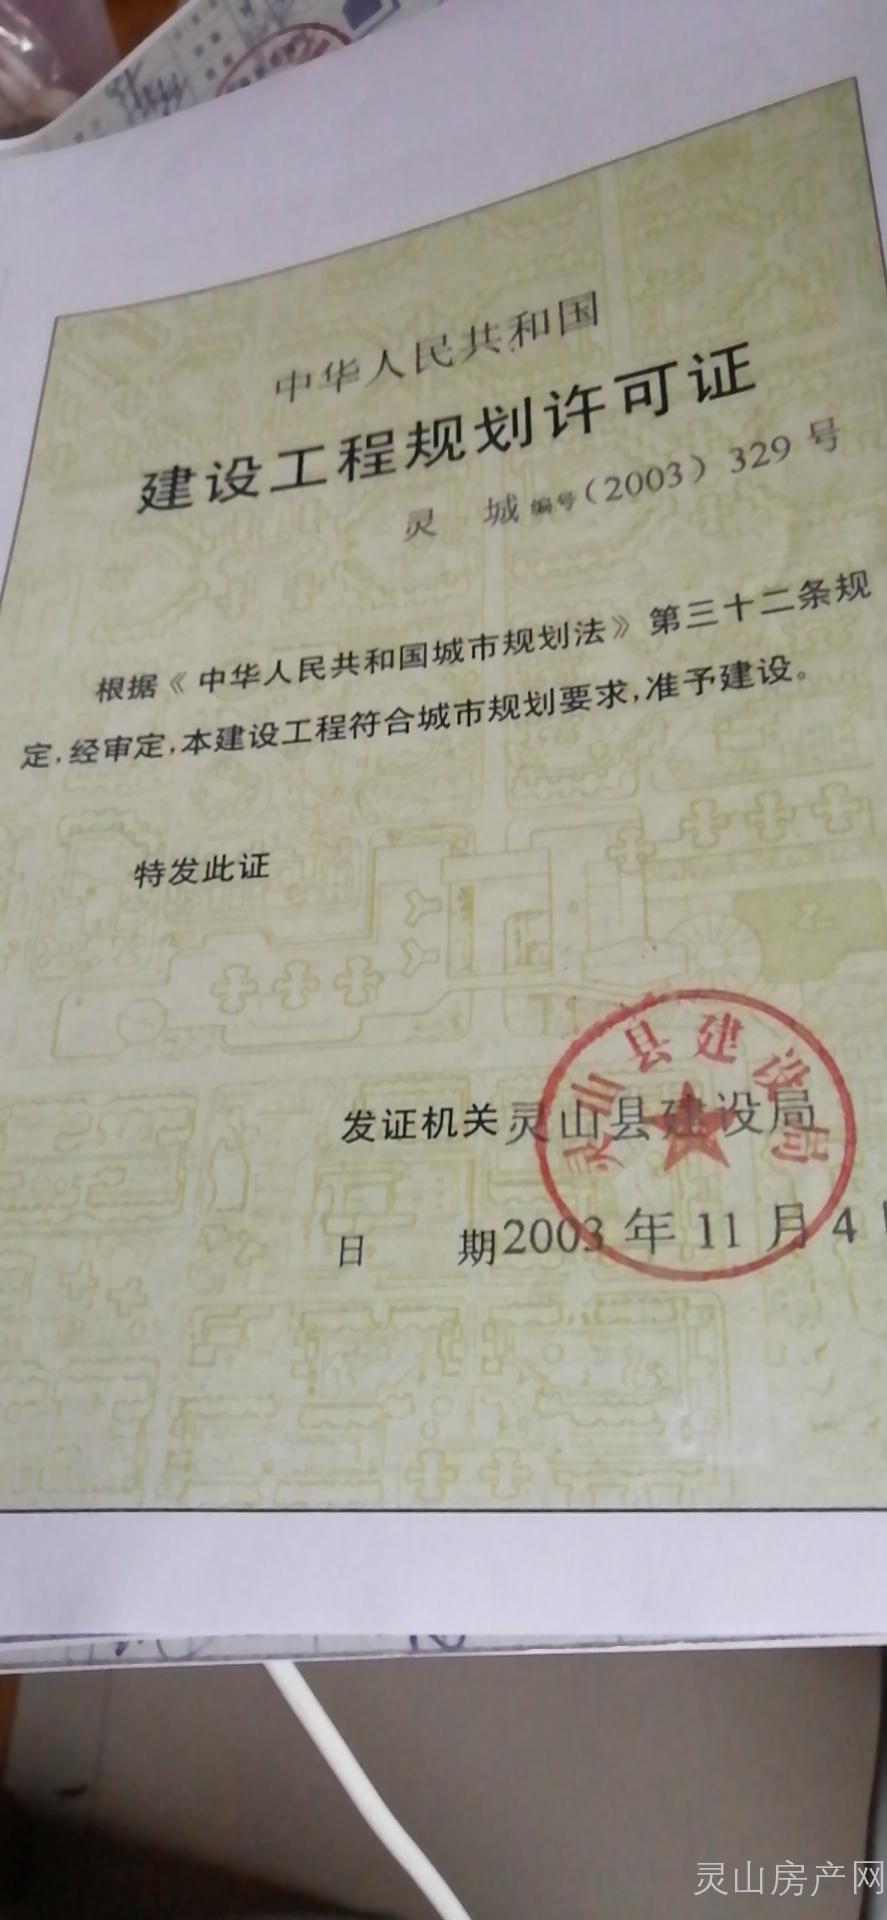 中华人民共和国
建设工程规划许可证
灵 城 编号(2003) 329 号
根据《中华人民共和国城市规划法》第三十二条规
定,经审定,本建设工程符合城市规划要求,准予建设。
特发此证
灵山县建设局
发证机关 灵山县建设局
日 期 2003 年 11 月 4
灵山房产网